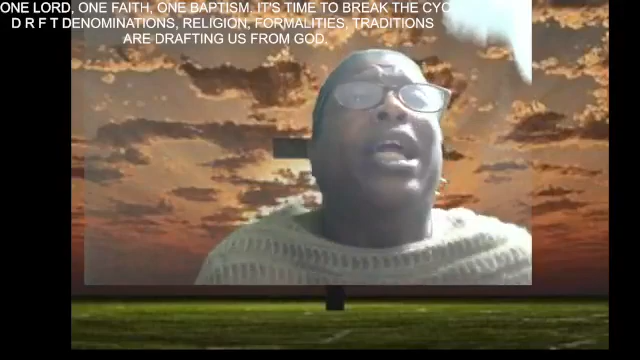 ONE LORD, ONE FAITH, ONE BAPTISM. IT'S TIME TO BREAK THE CYC
D R F T DENOMINATIONS, RELIGION, FORMALITIES, TRADITIONS
ARE DRAFTING US FROM GOD.